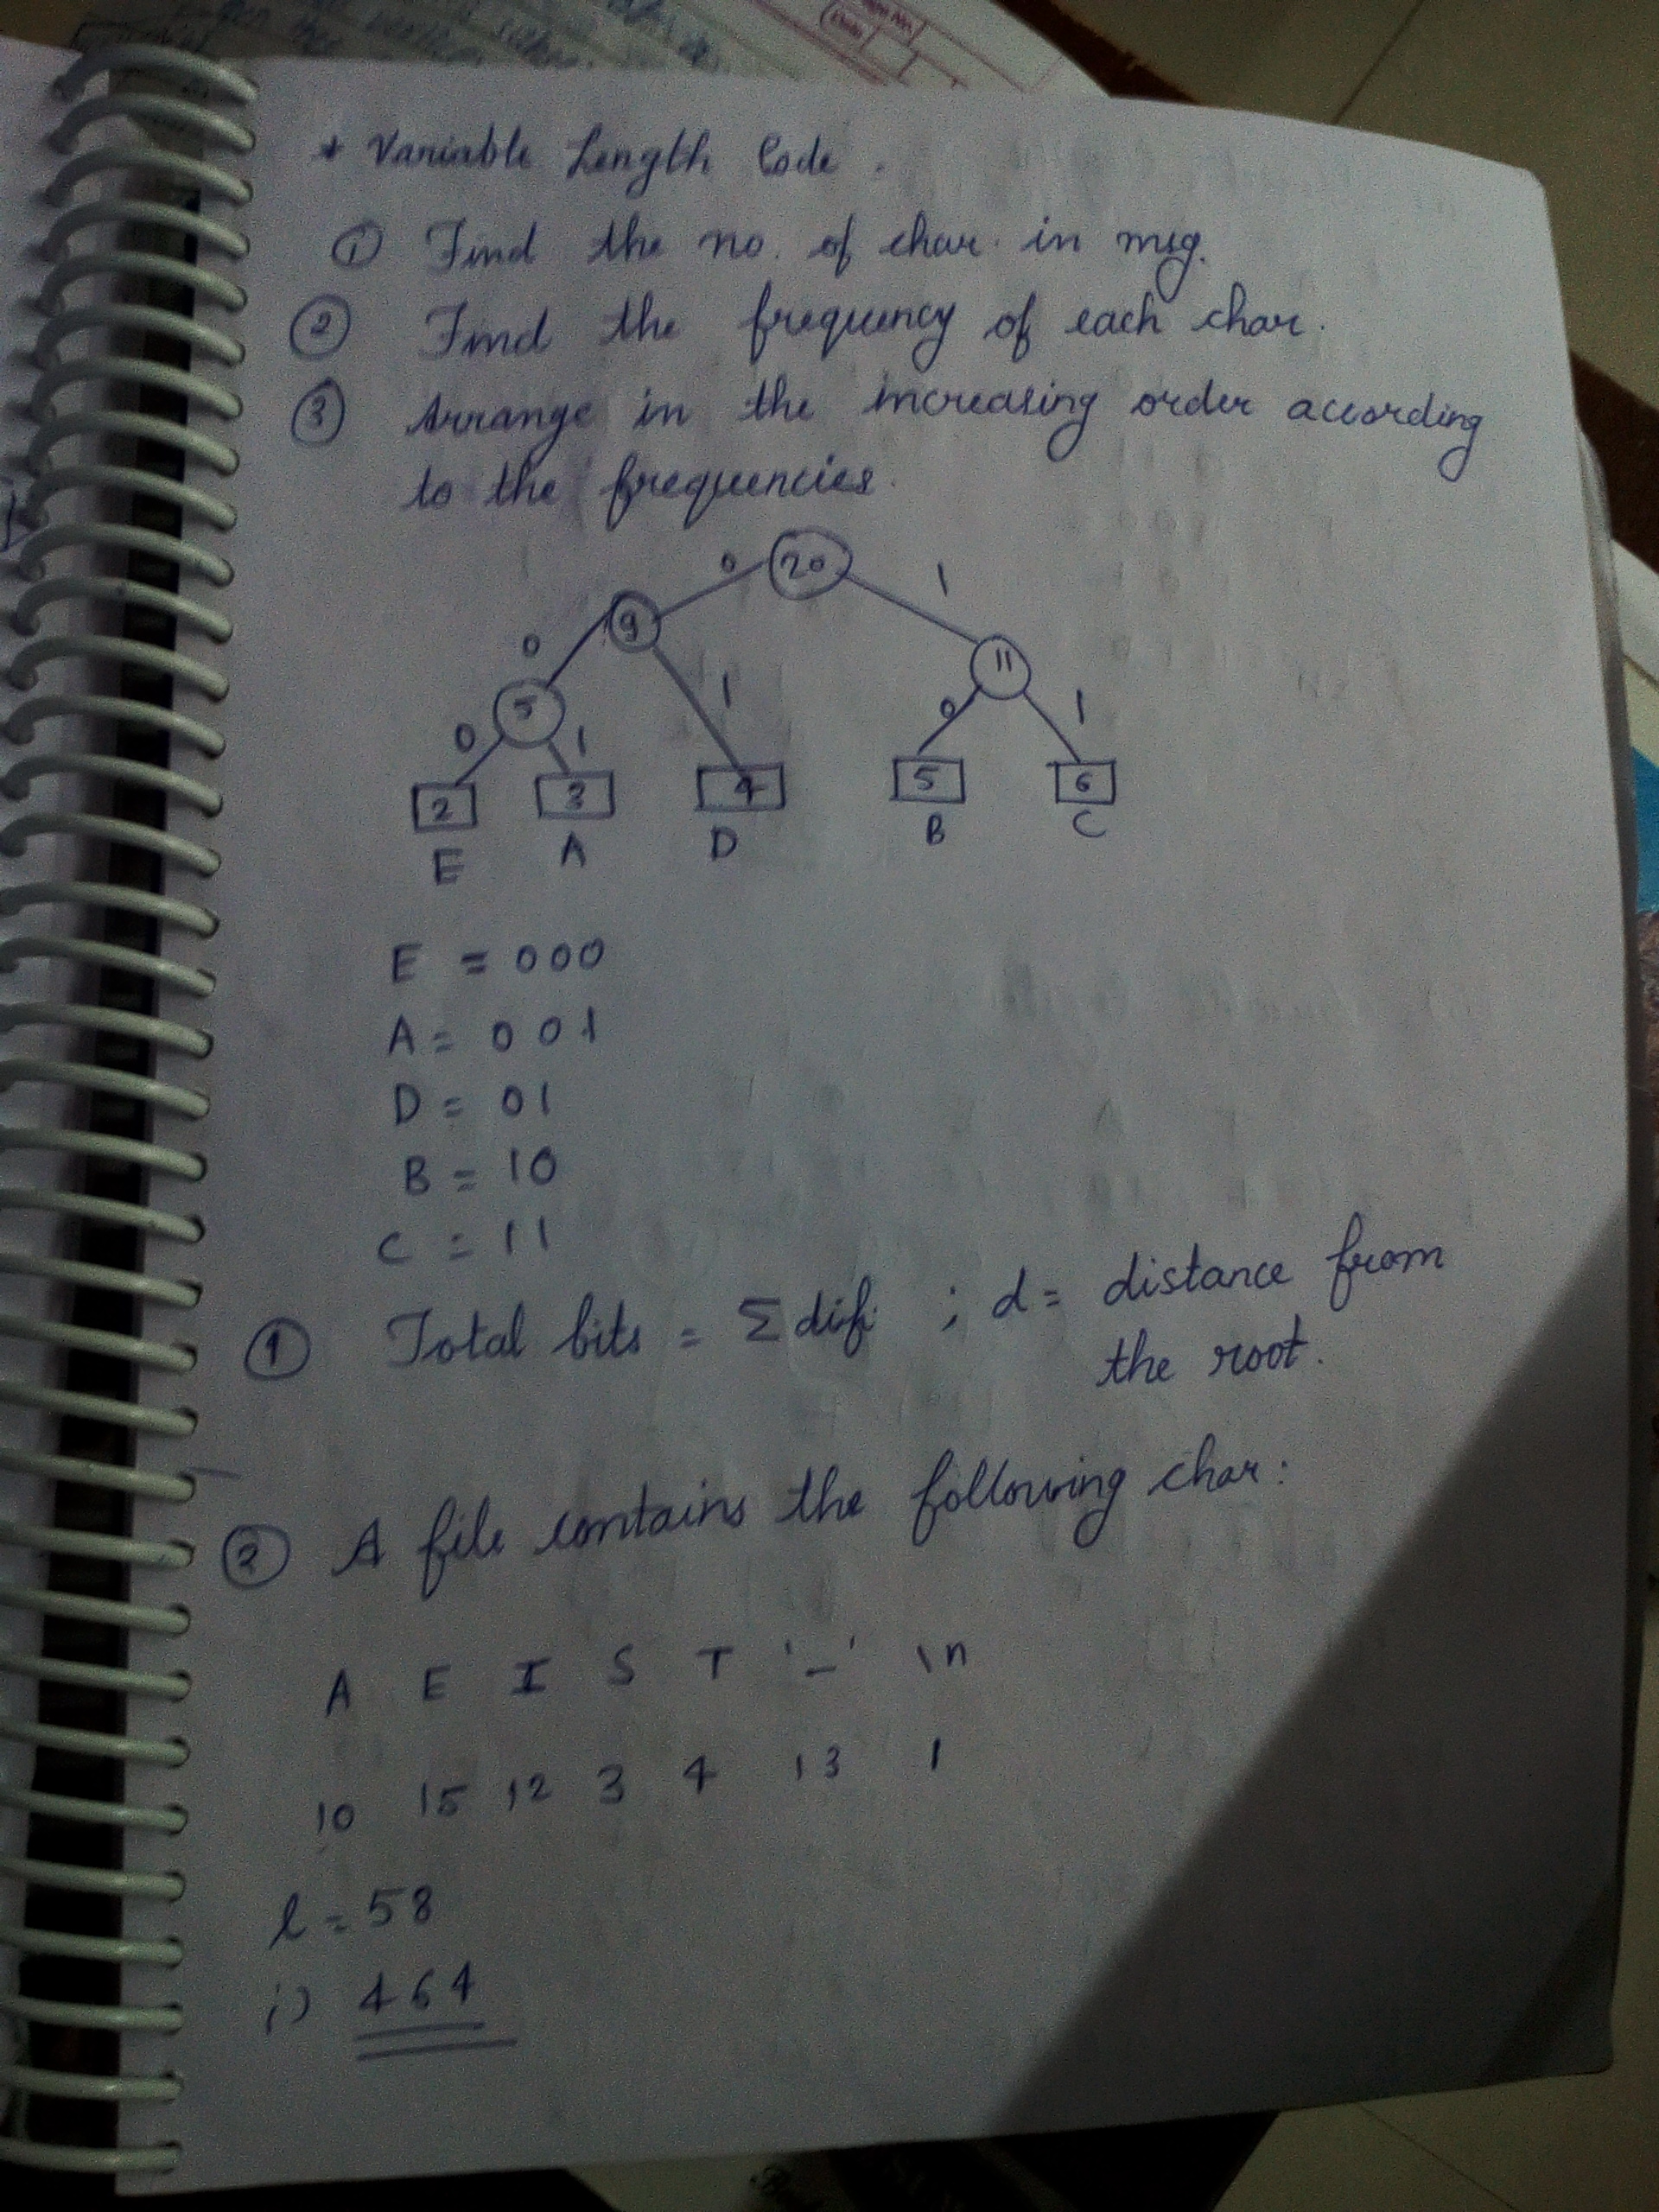 * Variable Length Code.
① Find the no. of char. in msg.
② Find the frequency of each char.
③ Arrange in the increasing order according
to the frequencies.
0 20 1
0 9 1 11
0 5 1 0 1
2 3 4 5 6
E A D B C
E = 000
A = 001
D = 01
B = 10
C = 11
① Total bits = Σ difi ; d = distance from
the root.
② A file contains the following char:
A E I S T '_' \n
10 15 12 3 4 13 1
l = 58
i) 464